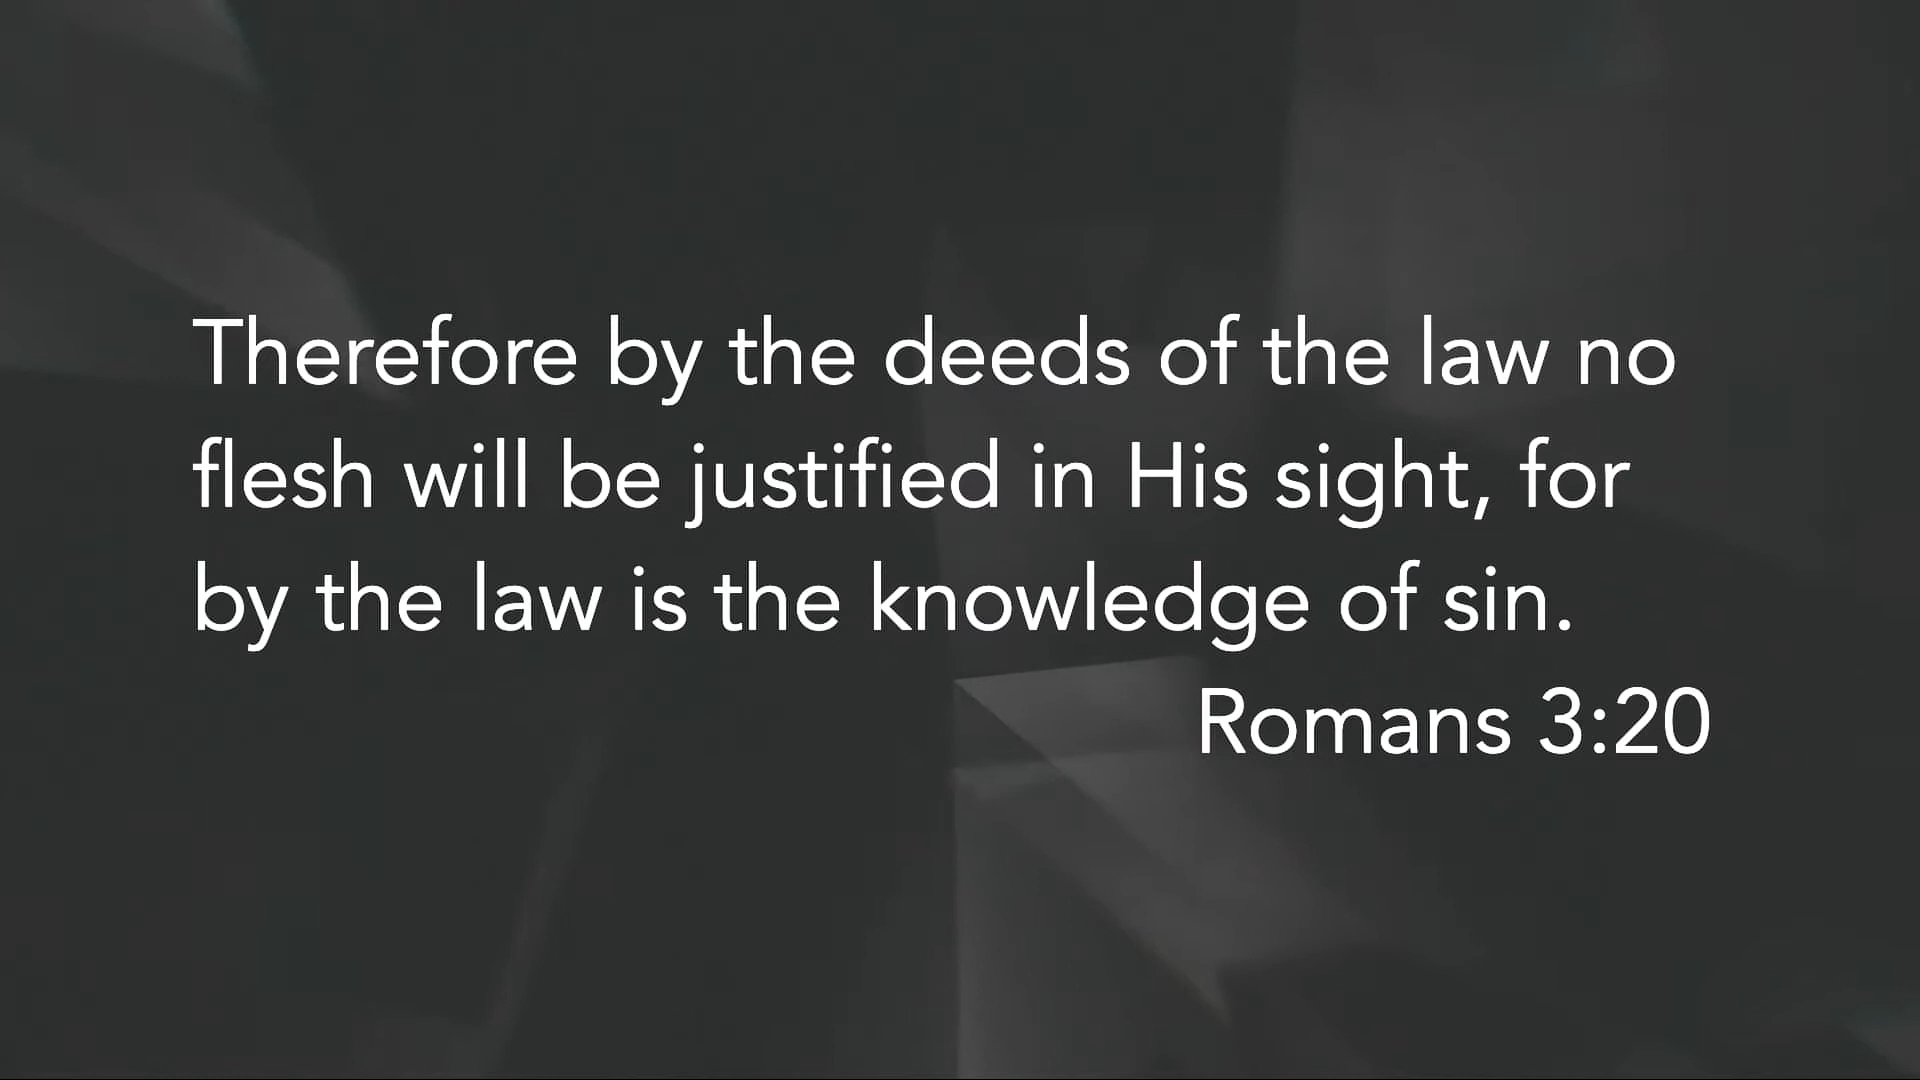 Therefore by the deeds of the law no
flesh will be justified in His sight, for
by the law is the knowledge of sin.
Romans 3:20